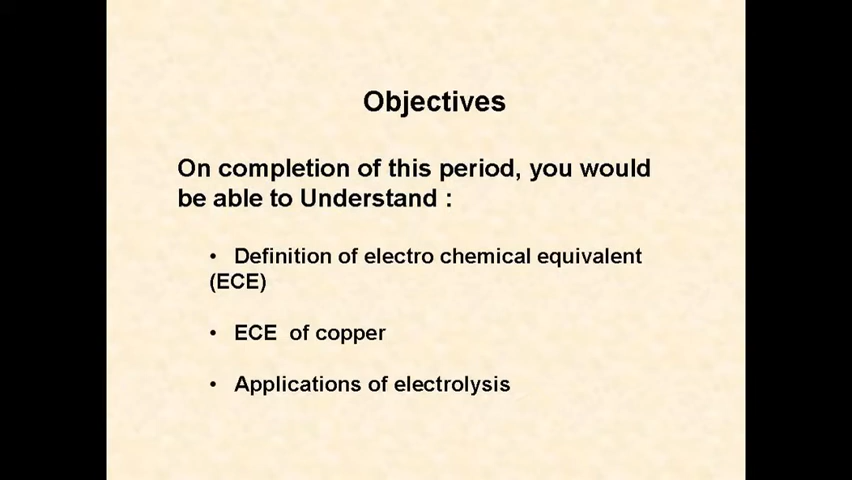 Objectives
On completion of this period, you would
be able to Understand :
• Definition of electro chemical equivalent
(ECE)
• ECE of copper
• Applications of electrolysis